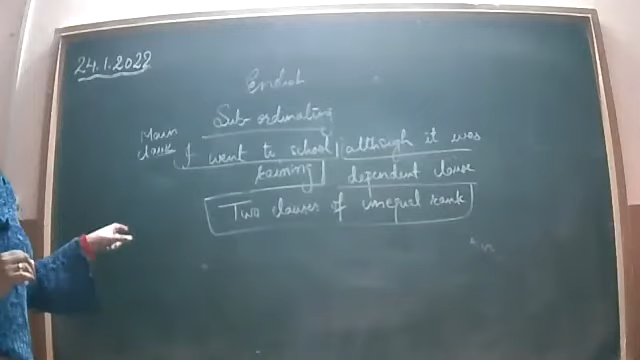 24.1.2022
English
Sub-ordinating
Main
clause
I went to school | although it was
raining | dependent clause
Two clauses of unequal rank